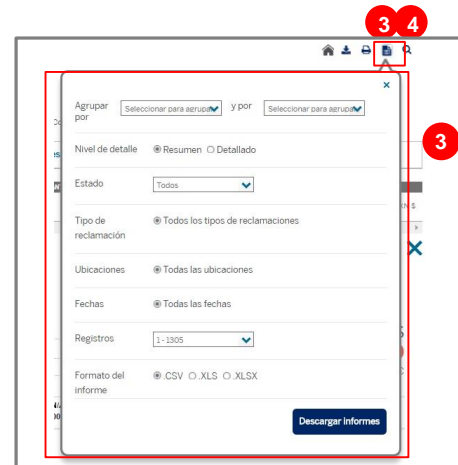 3 4
Agrupar por Seleccionar para agrupar y por Seleccionar para agrupar
3
Nivel de detalle Resumen Detallado
Estado Todos
Tipo de reclamación Todos los tipos de reclamaciones
Ubicaciones Todas las ubicaciones
Fechas Todas las fechas
Registros 1 - 1305
Formato del informe .CSV .XLS .XLSX
Descargar informes